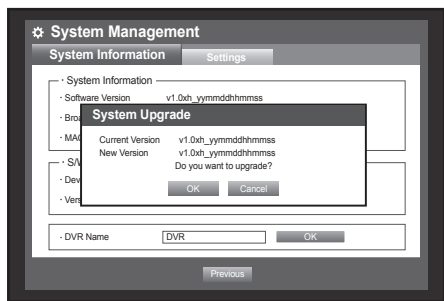 System Management
System Information Settings
· System Information
· Software Version v1.0xh_yymmddhhmmss
System Upgrade
Current Version v1.0xh_yymmddhhmmss
New Version v1.0xh_yymmddhhmmss
Do you want to upgrade?
OK Cancel
· DVR Name DVR OK
Previous